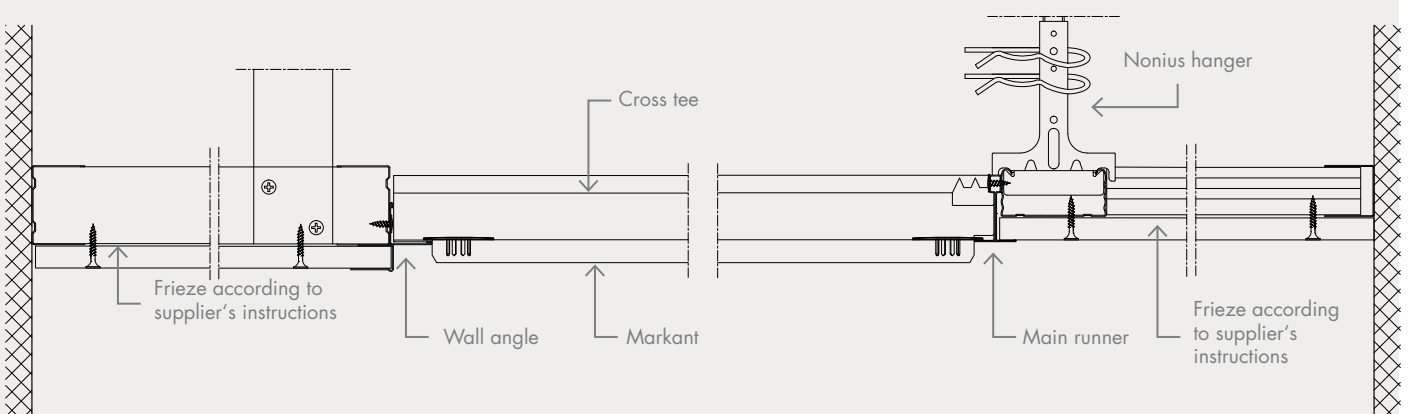 Nonius hanger
Cross tee
Frieze according to
supplier's instructions
Wall angle
Markant
Main runner
Frieze according
to supplier's
instructions